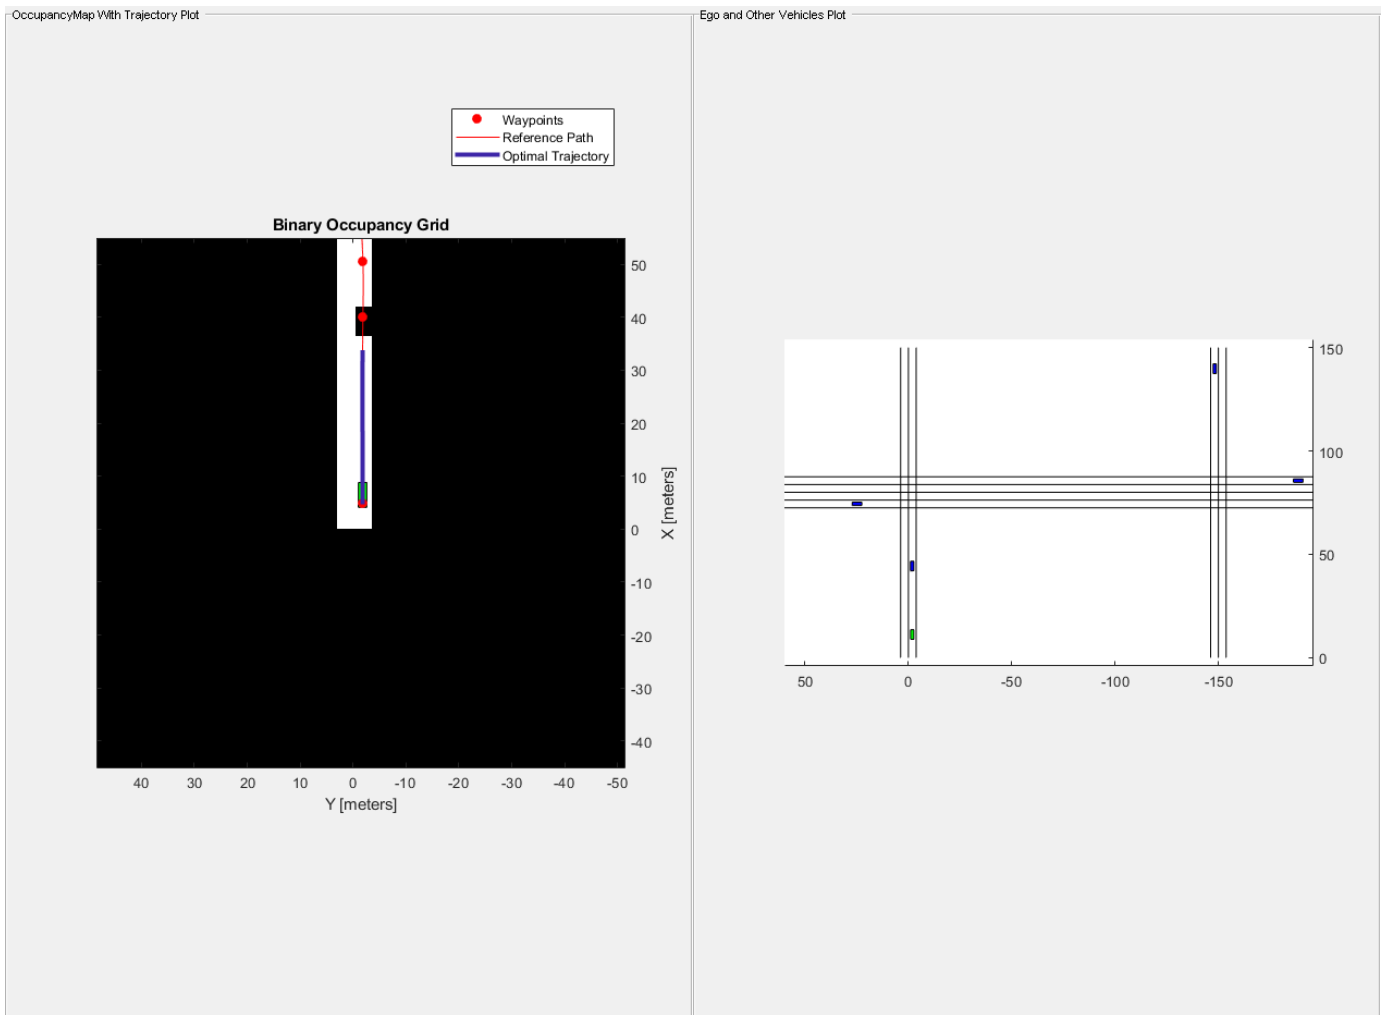 OccupancyMap With Trajectory Plot
Waypoints
Reference Path
Optimal Trajectory
Binary Occupancy Grid
50
40
30
20
10
0
-10
-20
-30
-40
X [meters]
40 30 20 10 0 -10 -20 -30 -40 -50
Y [meters]
Ego and Other Vehicles Plot
150
100
50
0
50 0 -50 -100 -150